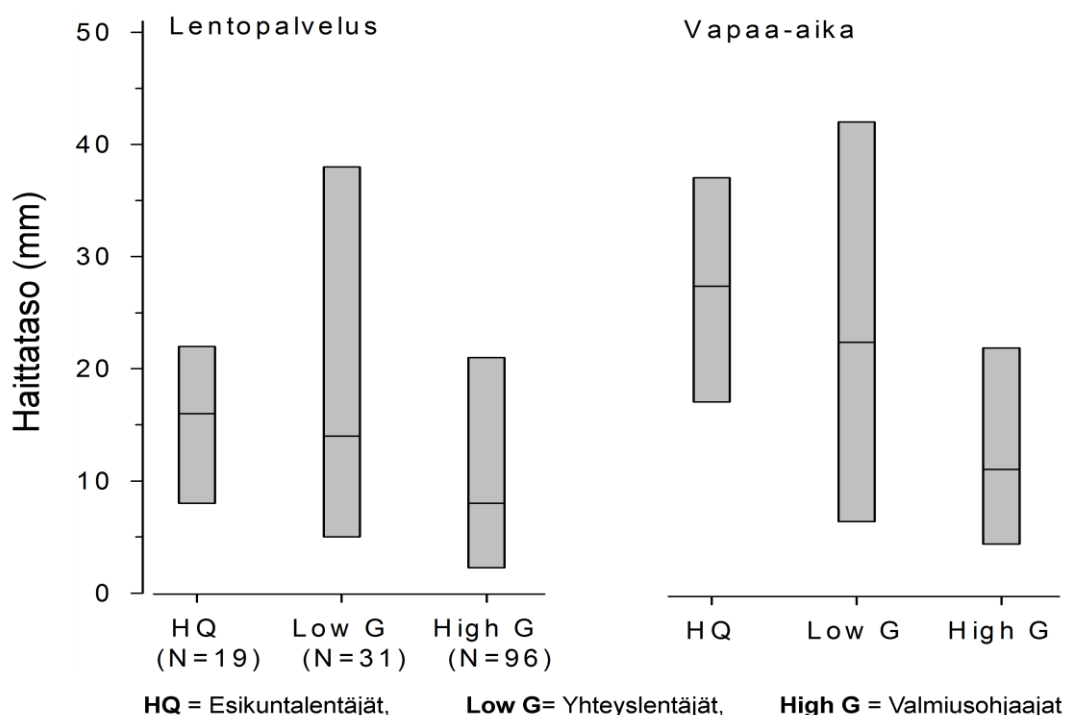 Lentopalvelus
Vapaa-aika
Haittataso (mm)
50
40
30
20
10
0
HQ Low G High G
(N=19) (N=31) (N=96)
HQ Low G High G
HQ = Esikuntalentäjät, Low G= Yhteyslentäjät, High G = Valmiusohjaajat